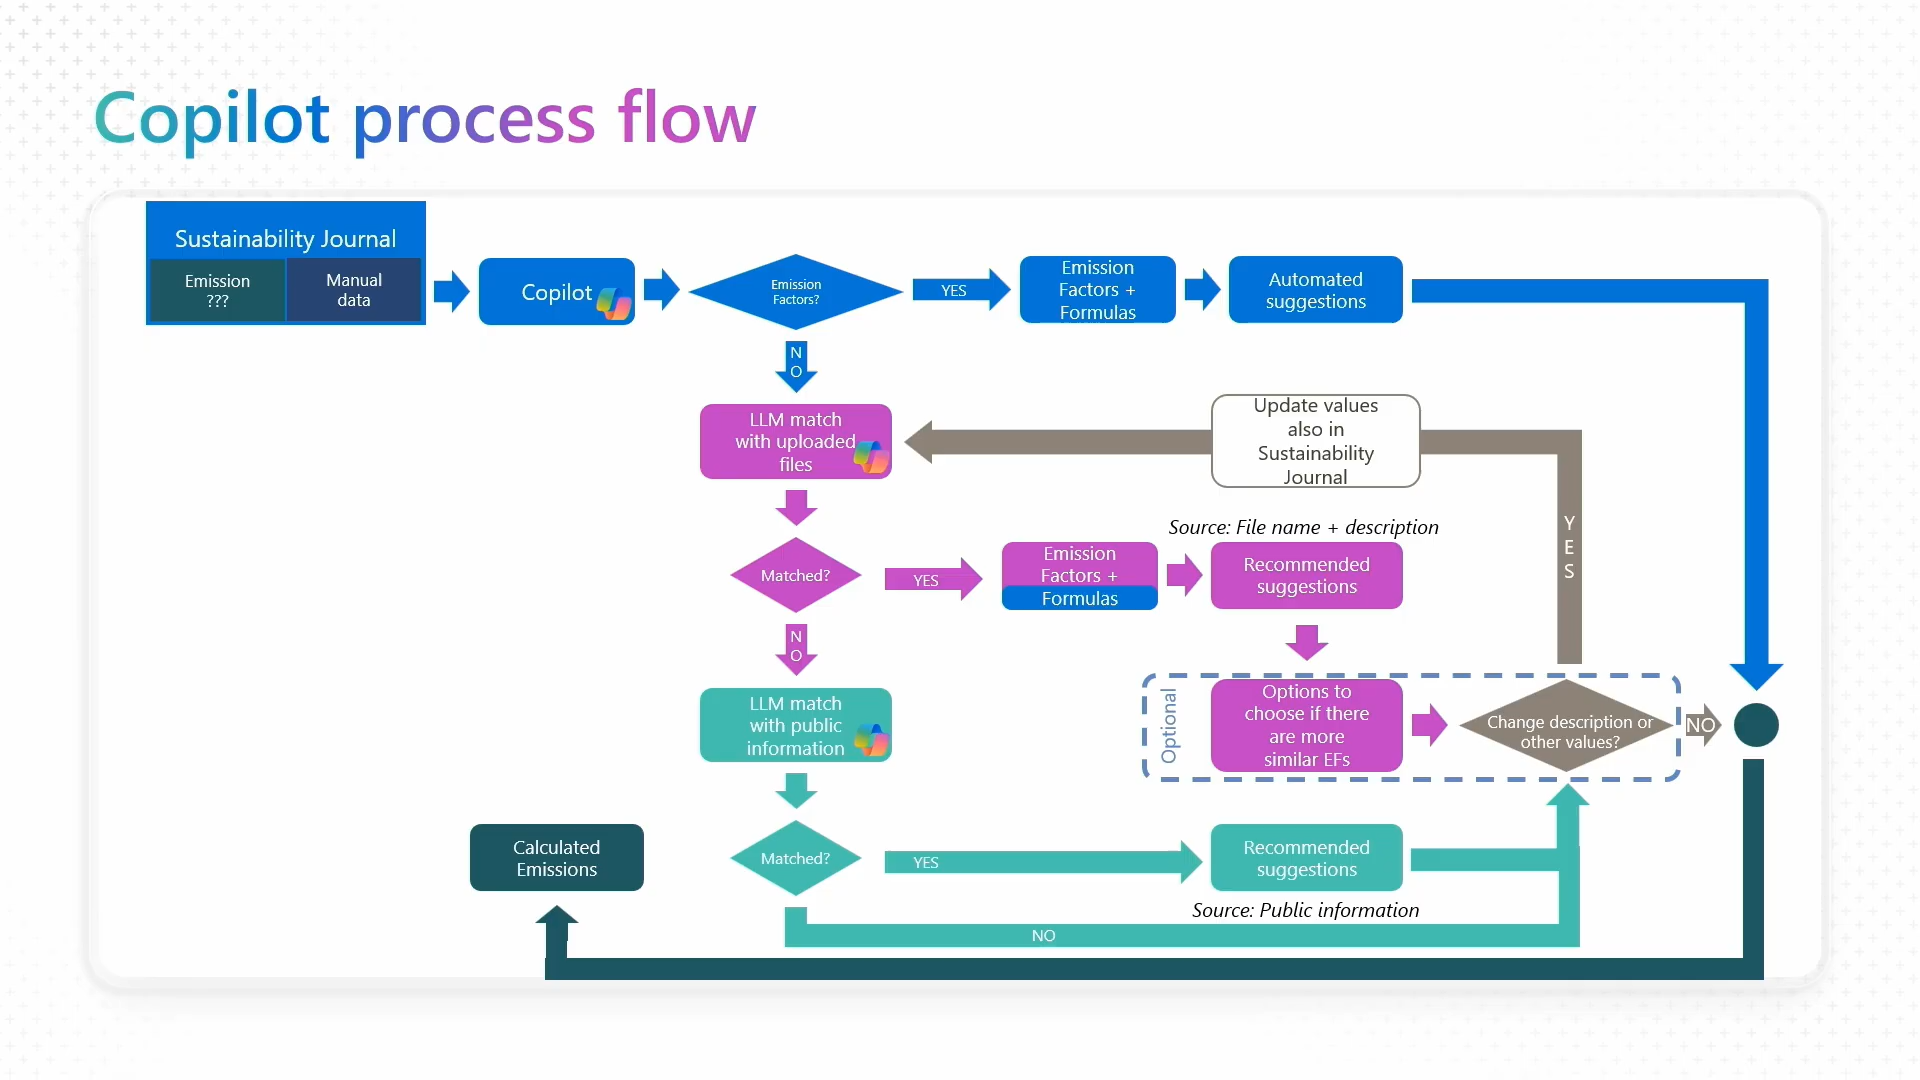 Copilot process flow
Sustainability Journal
Emission
???
Manual
data
Copilot
Emission
Factors?
YES
Emission
Factors +
Formulas
Automated
suggestions
N
O
LLM match
with uploaded
files
Update values
also in
Sustainability
Journal
Y
E
S
Source: File name + description
Matched?
YES
Emission
Factors +
Formulas
Recommended
suggestions
N
O
LLM match
with public
information
Optional
Options to
choose if there
are more
similar EFs
Change description or
other values?
NO
Calculated
Emissions
Matched?
YES
Recommended
suggestions
Source: Public information
NO